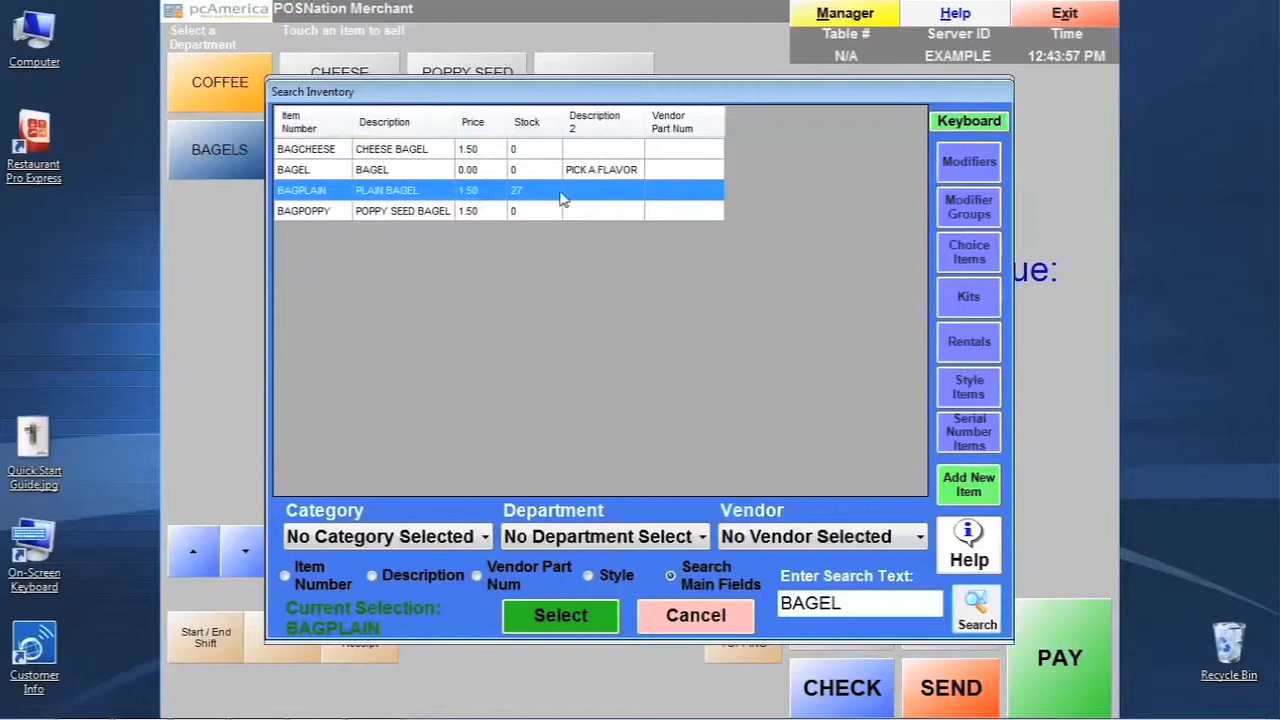 Computer
Restaurant
Pro Express
Quick Start
Guide.jpg
On-Screen
Keyboard
Customer
Info
pcAmerica
POSNation Merchant
Select a
Department
Touch an Item to sell
Manager
Help
Exit
Table #
Server ID
Time
N/A
EXAMPLE
12:43:57 PM
COFFEE
CHEESE
POPPY SEED
BAGELS
Search Inventory
Item
Number
Description
Price
Stock
Description
2
Vendor
Part Num
BAGCHEESE CHEESE BAGEL 1.50 0
BAGEL BAGEL 0.00 0 PICK A FLAVOR
BAGPLAIN PLAIN BAGEL 1.50 27
BAGPOPPY POPPY SEED BAGEL 1.50 0
Keyboard
Modifiers
Modifier
Groups
Choice
Items
Kits
Rentals
Style
Items
Serial
Number
Items
Add New
Item
Help
ue:
Category
Department
Vendor
No Category Selected
No Department Select
No Vendor Selected
Item
Number
Description
Vendor Part
Num
Style
Search
Main Fields
Enter Search Text:
BAGEL
Search
Current Selection:
BAGPLAIN
Select
Cancel
Start / End
Shift
CHECK
SEND
PAY
Recycle Bin